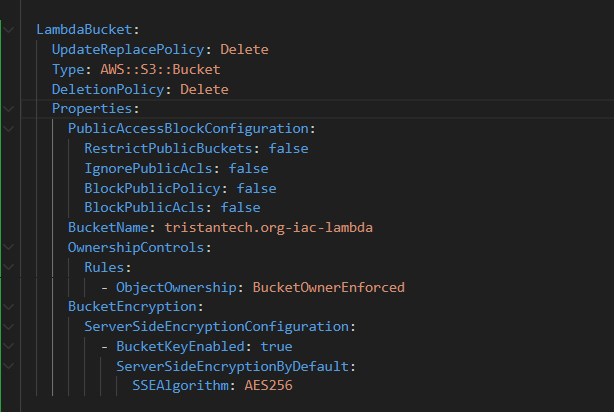 LambdaBucket:
  UpdateReplacePolicy: Delete
  Type: AWS::S3::Bucket
  DeletionPolicy: Delete
  Properties:
    PublicAccessBlockConfiguration:
      RestrictPublicBuckets: false
      IgnorePublicAcls: false
      BlockPublicPolicy: false
      BlockPublicAcls: false
    BucketName: tristantech.org-iac-lambda
    OwnershipControls:
      Rules:
        - ObjectOwnership: BucketOwnerEnforced
    BucketEncryption:
      ServerSideEncryptionConfiguration:
        - BucketKeyEnabled: true
          ServerSideEncryptionByDefault:
            SSEAlgorithm: AES256